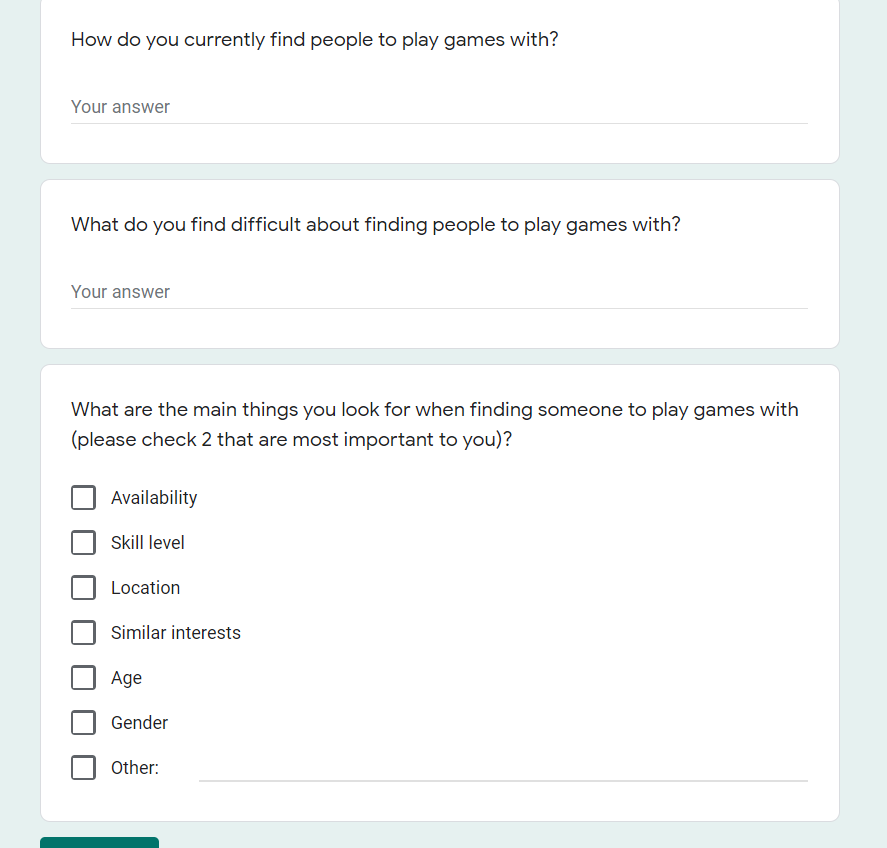 How do you currently find people to play games with?
Your answer
What do you find difficult about finding people to play games with?
Your answer
What are the main things you look for when finding someone to play games with
(please check 2 that are most important to you)?
Availability
Skill level
Location
Similar interests
Age
Gender
Other: